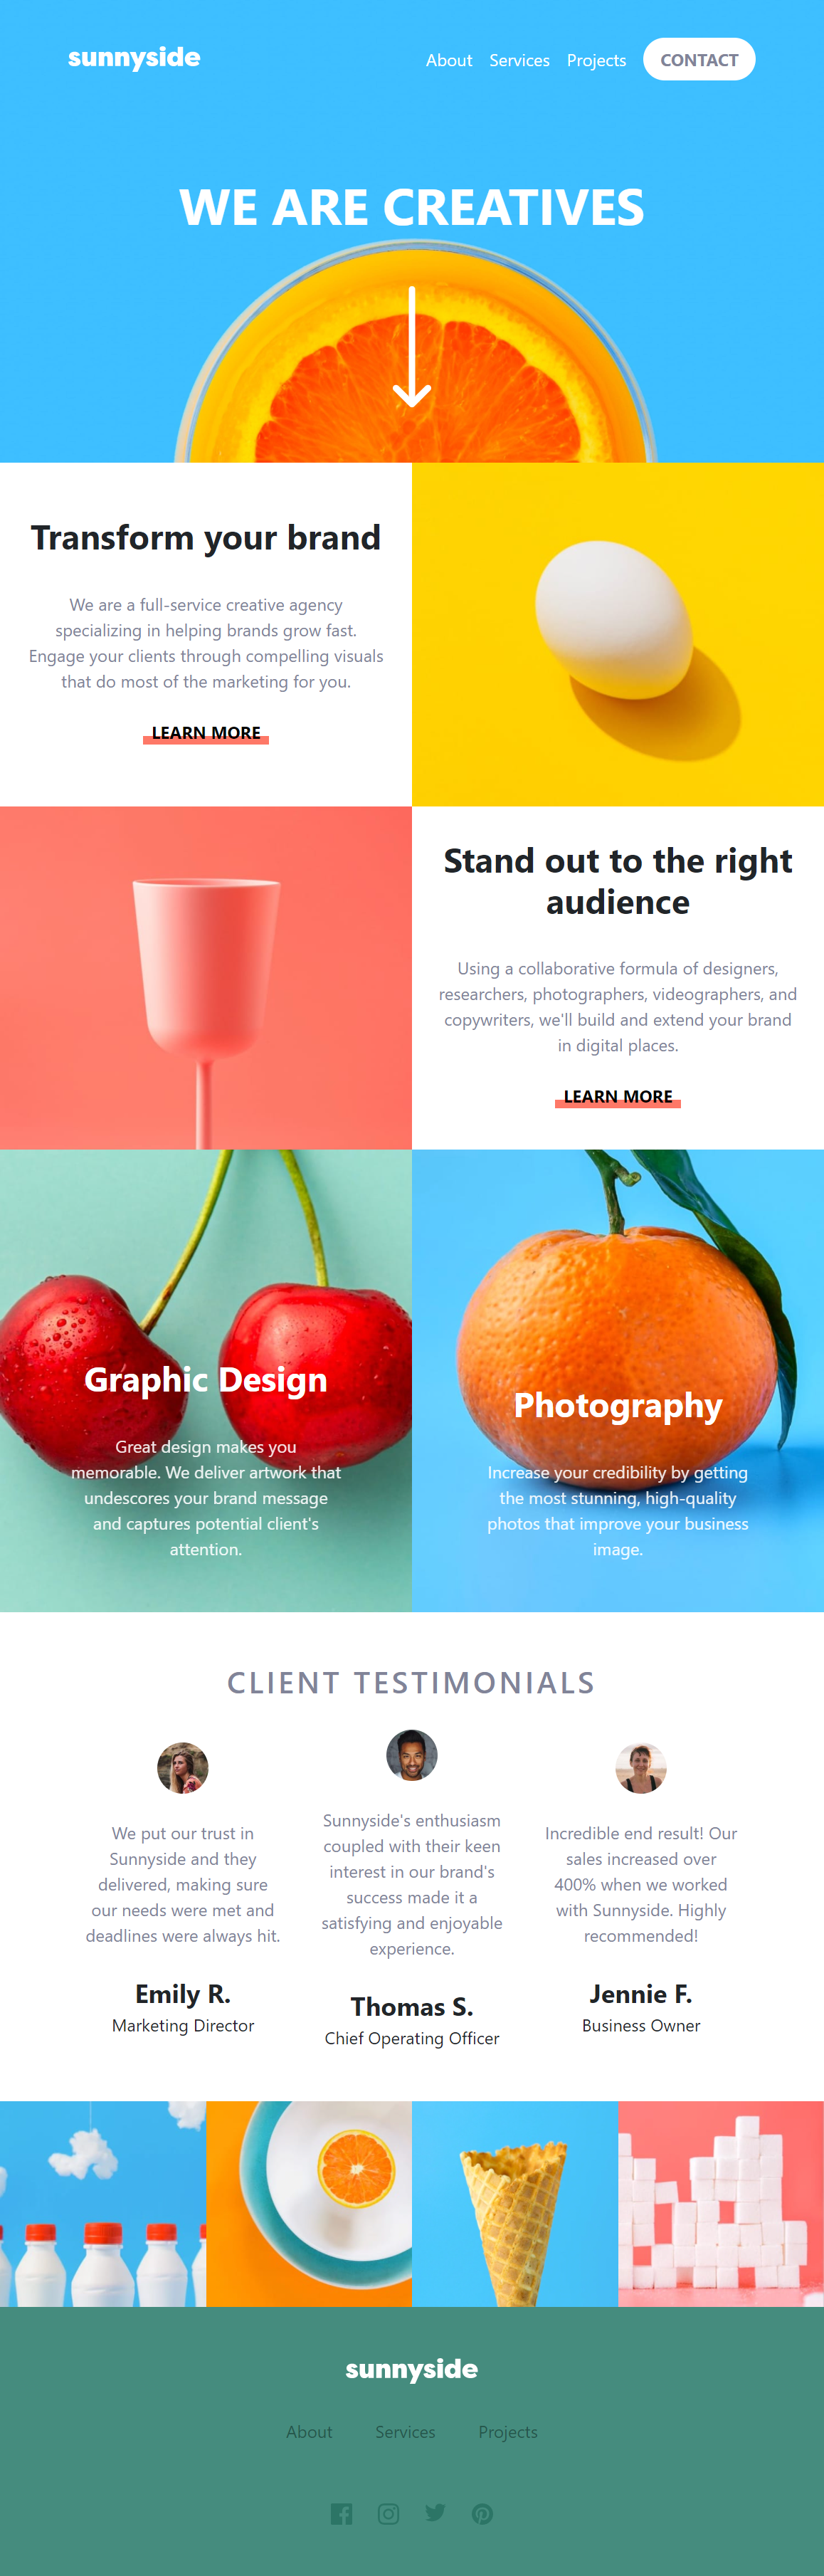 sunnyside
About Services Projects CONTACT
WE ARE CREATIVES
Transform your brand
We are a full-service creative agency
specializing in helping brands grow fast.
Engage your clients through compelling visuals
that do most of the marketing for you.
LEARN MORE
Stand out to the right
audience
Using a collaborative formula of designers,
researchers, photographers, videographers, and
copywriters, we'll build and extend your brand
in digital places.
LEARN MORE
Graphic Design
Great design makes you
memorable. We deliver artwork that
undescores your brand message
and captures potential client's
attention.
Photography
Increase your credibility by getting
the most stunning, high-quality
photos that improve your business
image.
CLIENT TESTIMONIALS
We put our trust in
Sunnyside and they
delivered, making sure
our needs were met and
deadlines were always hit.
Emily R.
Marketing Director
Sunnyside's enthusiasm
coupled with their keen
interest in our brand's
success made it a
satisfying and enjoyable
experience.
Thomas S.
Chief Operating Officer
Incredible end result! Our
sales increased over
400% when we worked
with Sunnyside. Highly
recommended!
Jennie F.
Business Owner
sunnyside
About Services Projects